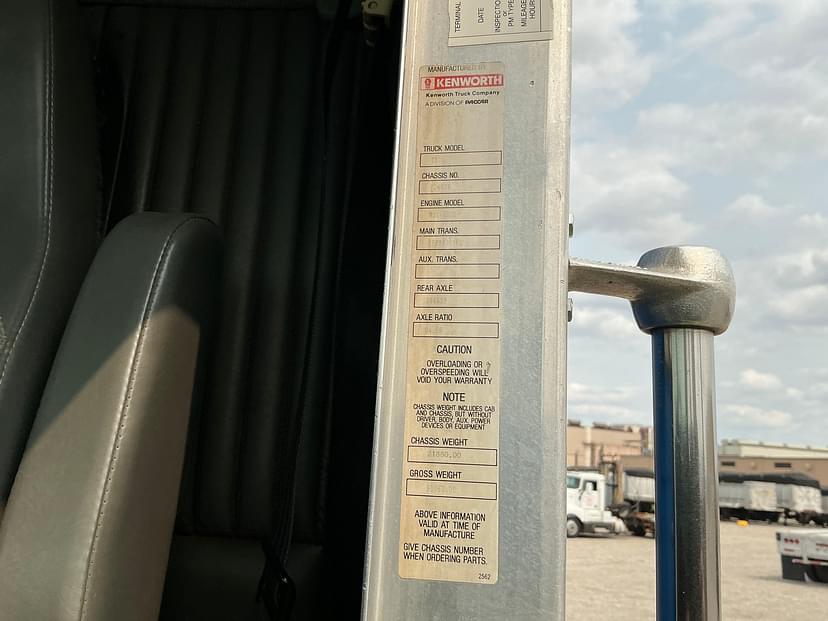 TERMINAL
DATE
INSPECTION
or
PM TYPE
MILEAGE
HOURS
MANUFACTURED BY
KENWORTH
Kenworth Truck Company
A DIVISION OF PACCAR
TRUCK MODEL
CHASSIS NO.
ENGINE MODEL
MAIN TRANS.
AUX. TRANS.
REAR AXLE
AXLE RATIO
CAUTION
OVERLOADING OR
OVERSPEEDING WILL
VOID YOUR WARRANTY
NOTE
CHASSIS WEIGHT INCLUDES CAB
AND CHASSIS, BUT WITHOUT
DRIVER, BODY, AUX. POWER
DEVICES OR EQUIPMENT
CHASSIS WEIGHT
GROSS WEIGHT
ABOVE INFORMATION
VALID AT TIME OF
MANUFACTURE
GIVE CHASSIS NUMBER
WHEN ORDERING PARTS.
2562